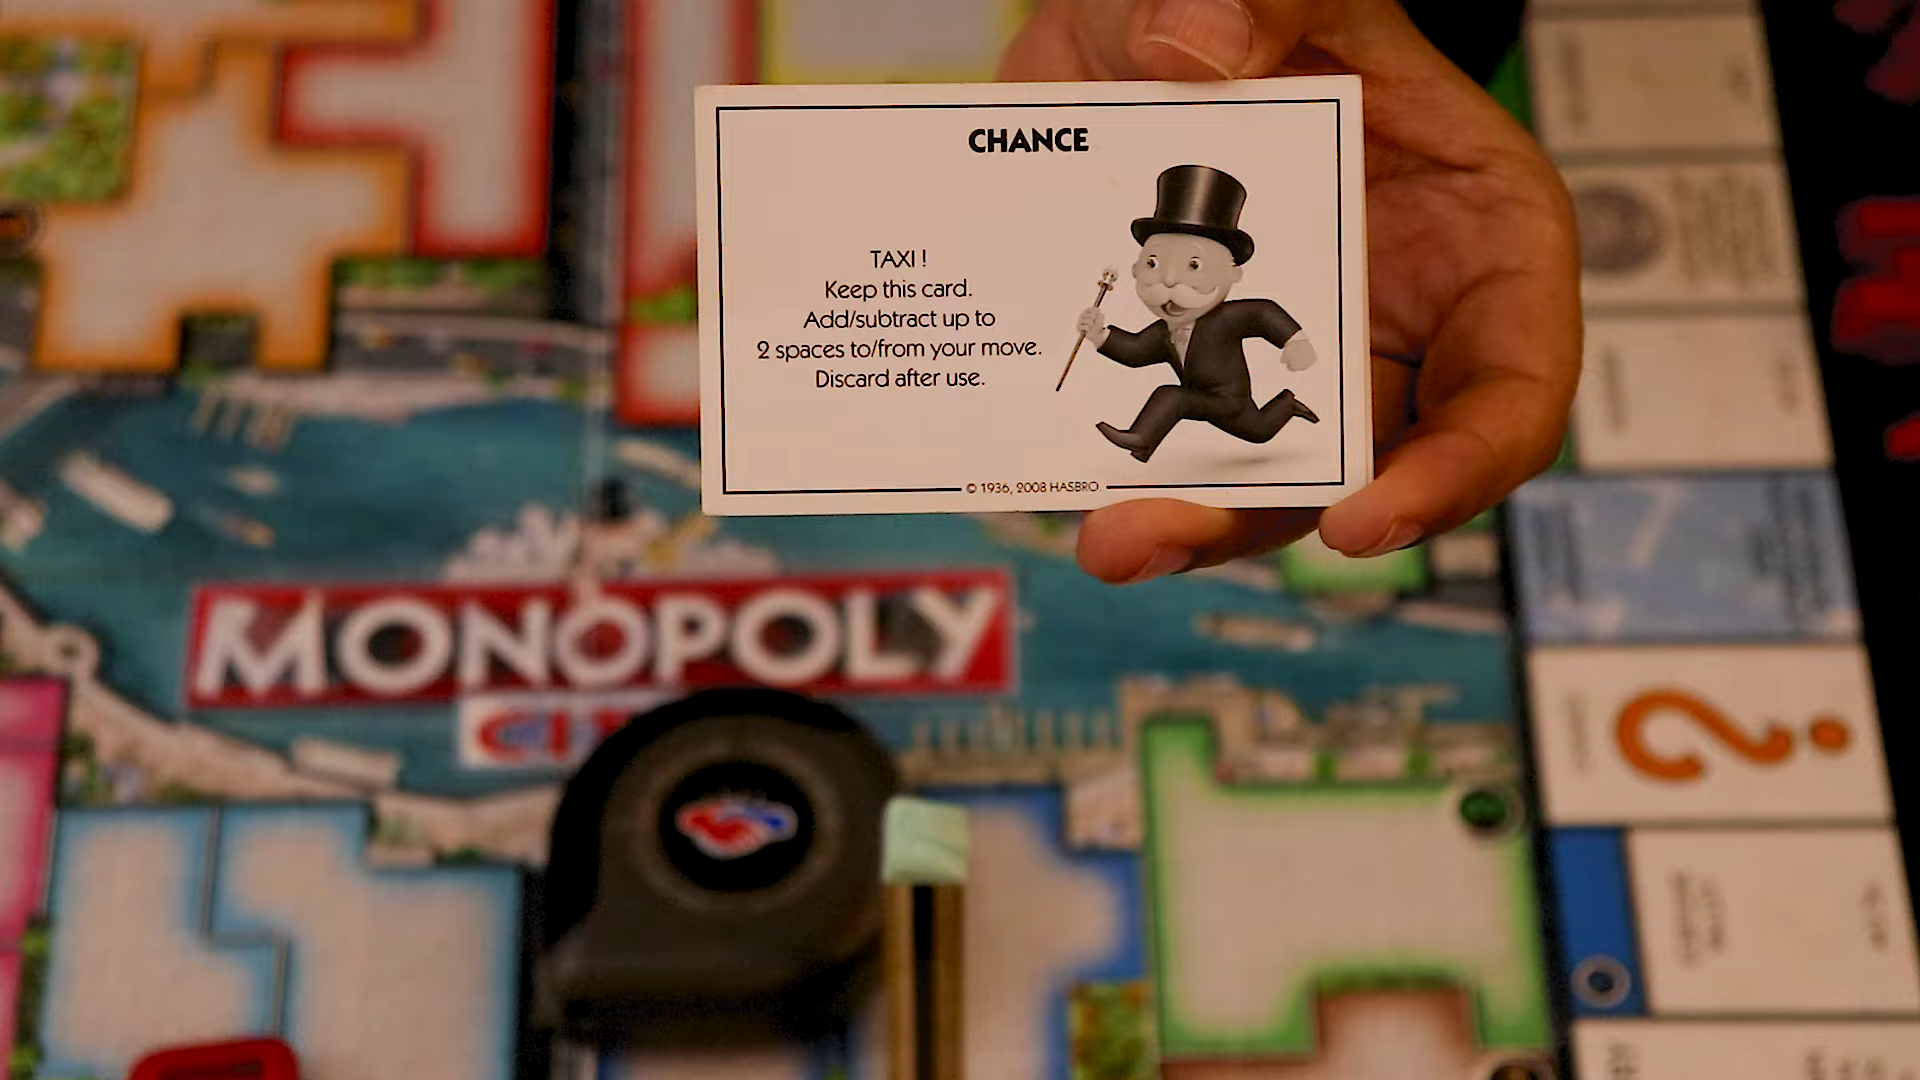 CHANCE
TAXI !
Keep this card.
Add/subtract up to
2 spaces to/from your move.
Discard after use.
© 1936, 2008 HASBRO.
MONOPOLY
?